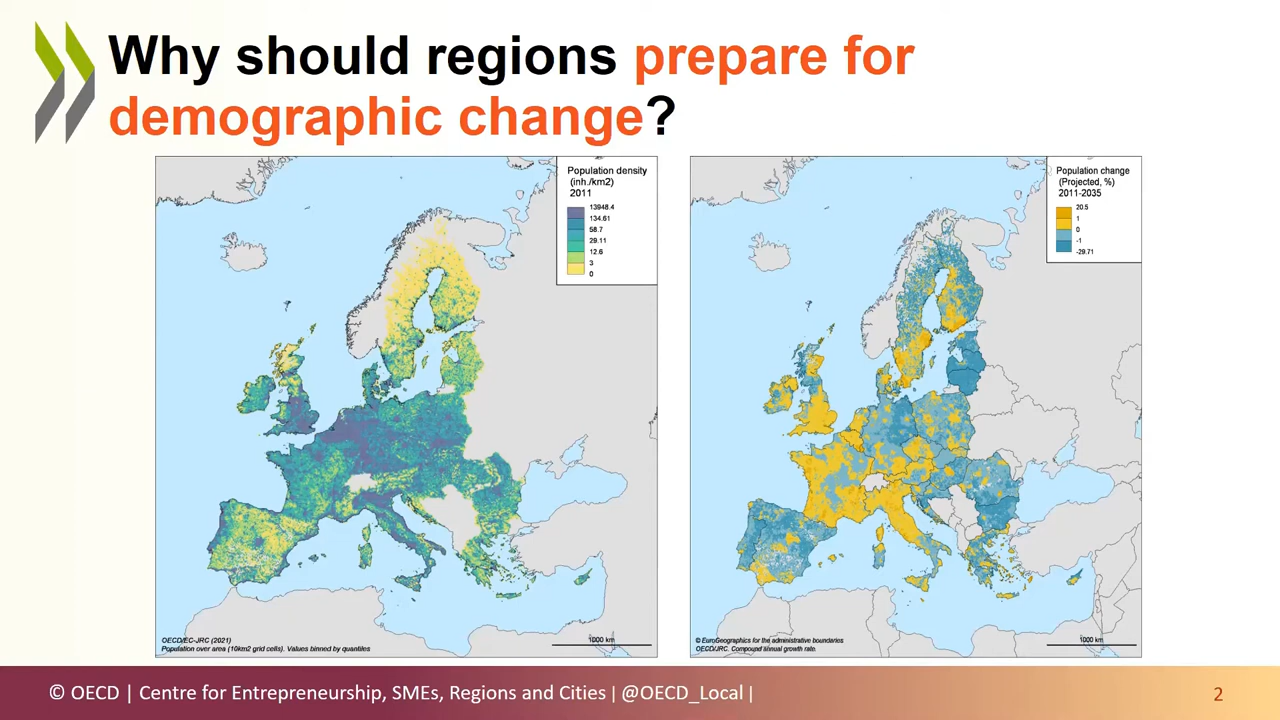 Why should regions prepare for
demographic change?
Population density
(inh./km2)
2011
13948.4
134.61
58.7
29.11
12.6
3
0
OECD/EC-JRC (2021)
Population over area (10km2 grid cells). Values binned by quantiles
1000 km
Population change
(Projected, %)
2011-2035
20.5
1
0
-1
-29.71
© EuroGeographics for the administrative boundaries
OECD/JRC. Compound annual growth rate.
1000 km
© OECD | Centre for Entrepreneurship, SMEs, Regions and Cities | @OECD_Local |
2